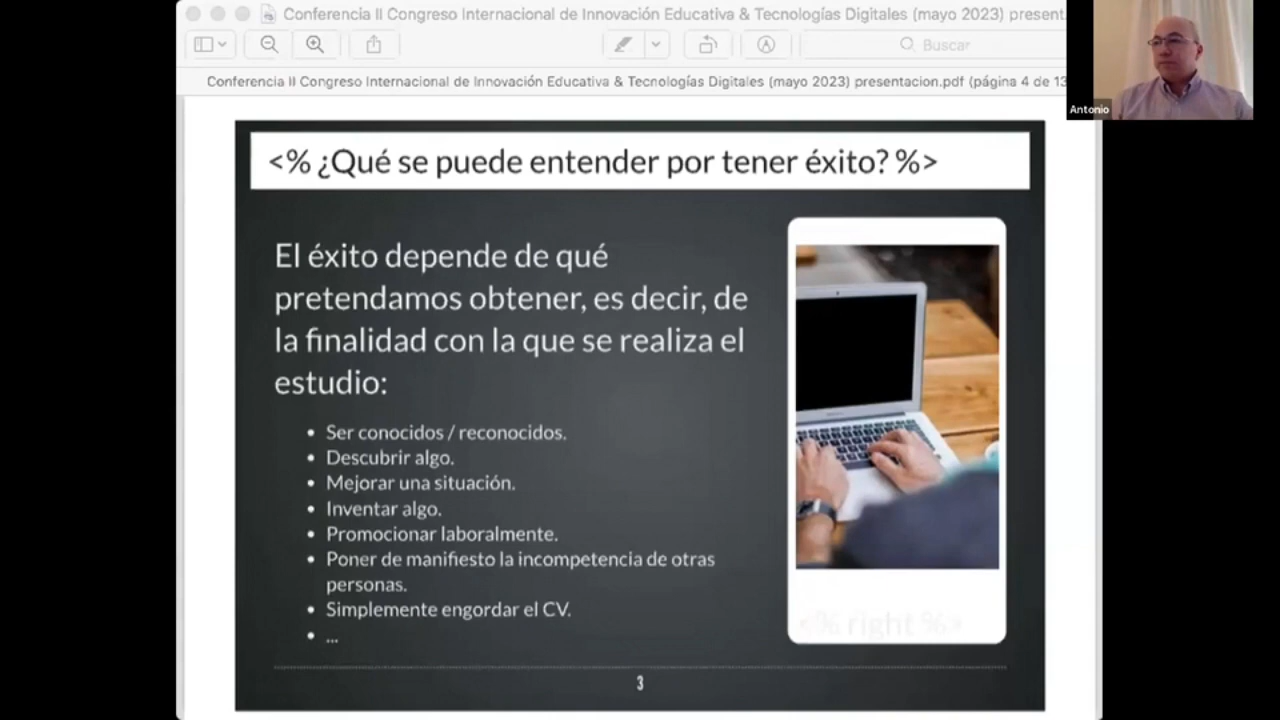 Conferencia II Congreso Internacional de Innovación Educativa & Tecnologías Digitales (mayo 2023) present
Buscar
Conferencia II Congreso Internacional de Innovación Educativa & Tecnologías Digitales (mayo 2023) presentacion.pdf (página 4 de 13
Antonio
<% ¿Qué se puede entender por tener éxito? %>
El éxito depende de qué
pretendamos obtener, es decir, de
la finalidad con la que se realiza el
estudio:
• Ser conocidos / reconocidos.
• Descubrir algo.
• Mejorar una situación.
• Inventar algo.
• Promocionar laboralmente.
• Poner de manifiesto la incompetencia de otras
personas.
• Simplemente engordar el CV.
• ...
<% right %>
3